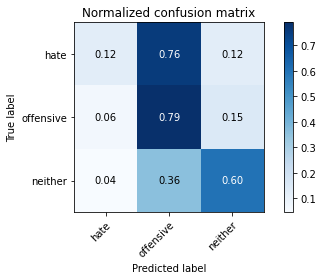 Normalized confusion matrix
True label
hate 0.12 0.76 0.12
offensive 0.06 0.79 0.15
neither 0.04 0.36 0.60
hate offensive neither
Predicted label
0.7
0.6
0.5
0.4
0.3
0.2
0.1